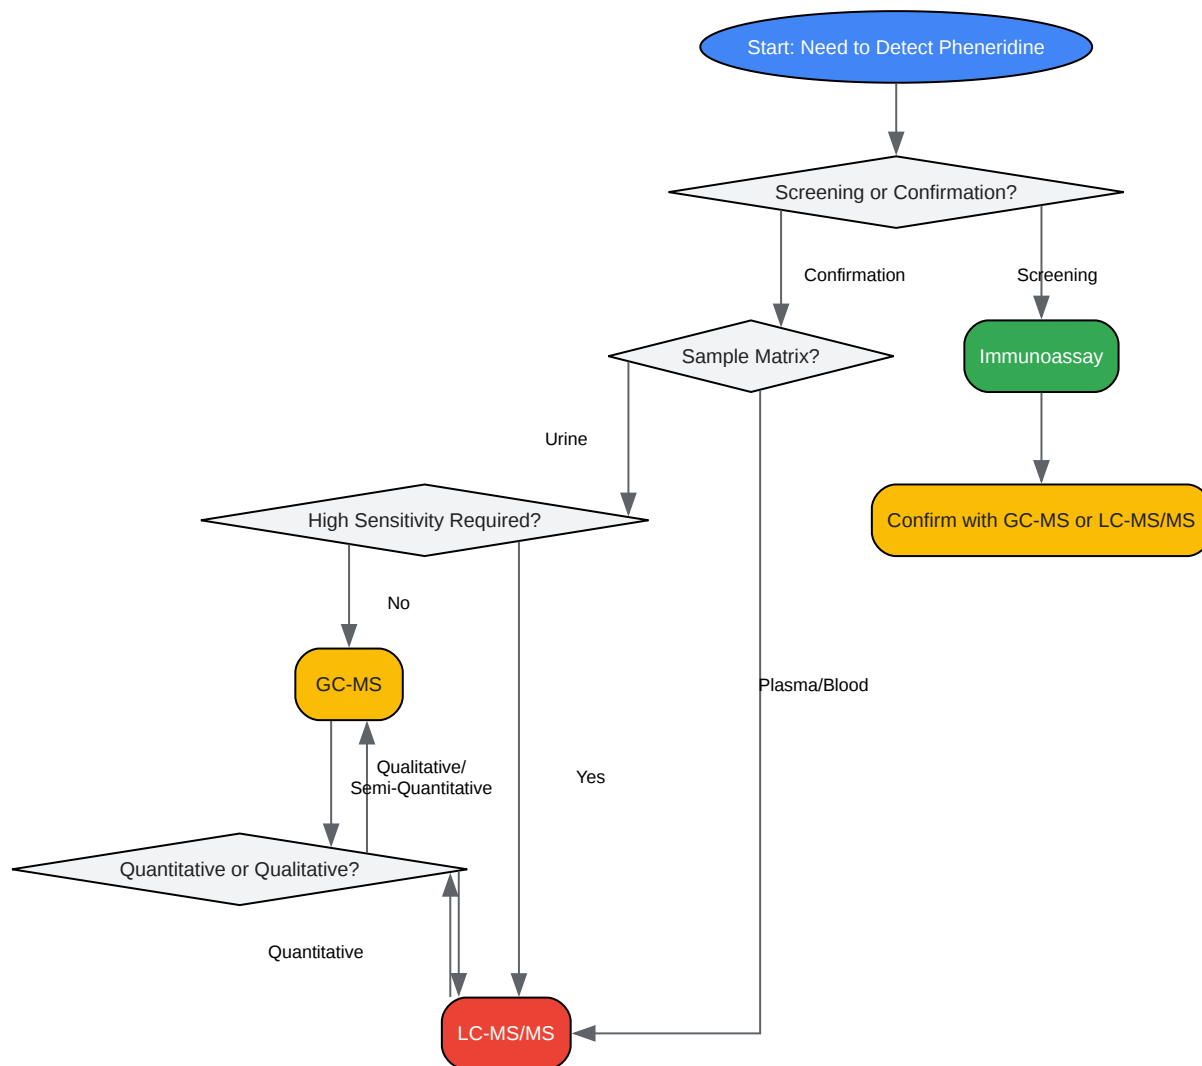 Start: Need to Detect Pheneridine
Screening or Confirmation?
Confirmation
Screening
Sample Matrix?
Immunoassay
Urine
High Sensitivity Required?
Confirm with GC-MS or LC-MS/MS
No
GC-MS
Plasma/Blood
Qualitative/
Semi-Quantitative
Yes
Quantitative or Qualitative?
Quantitative
LC-MS/MS